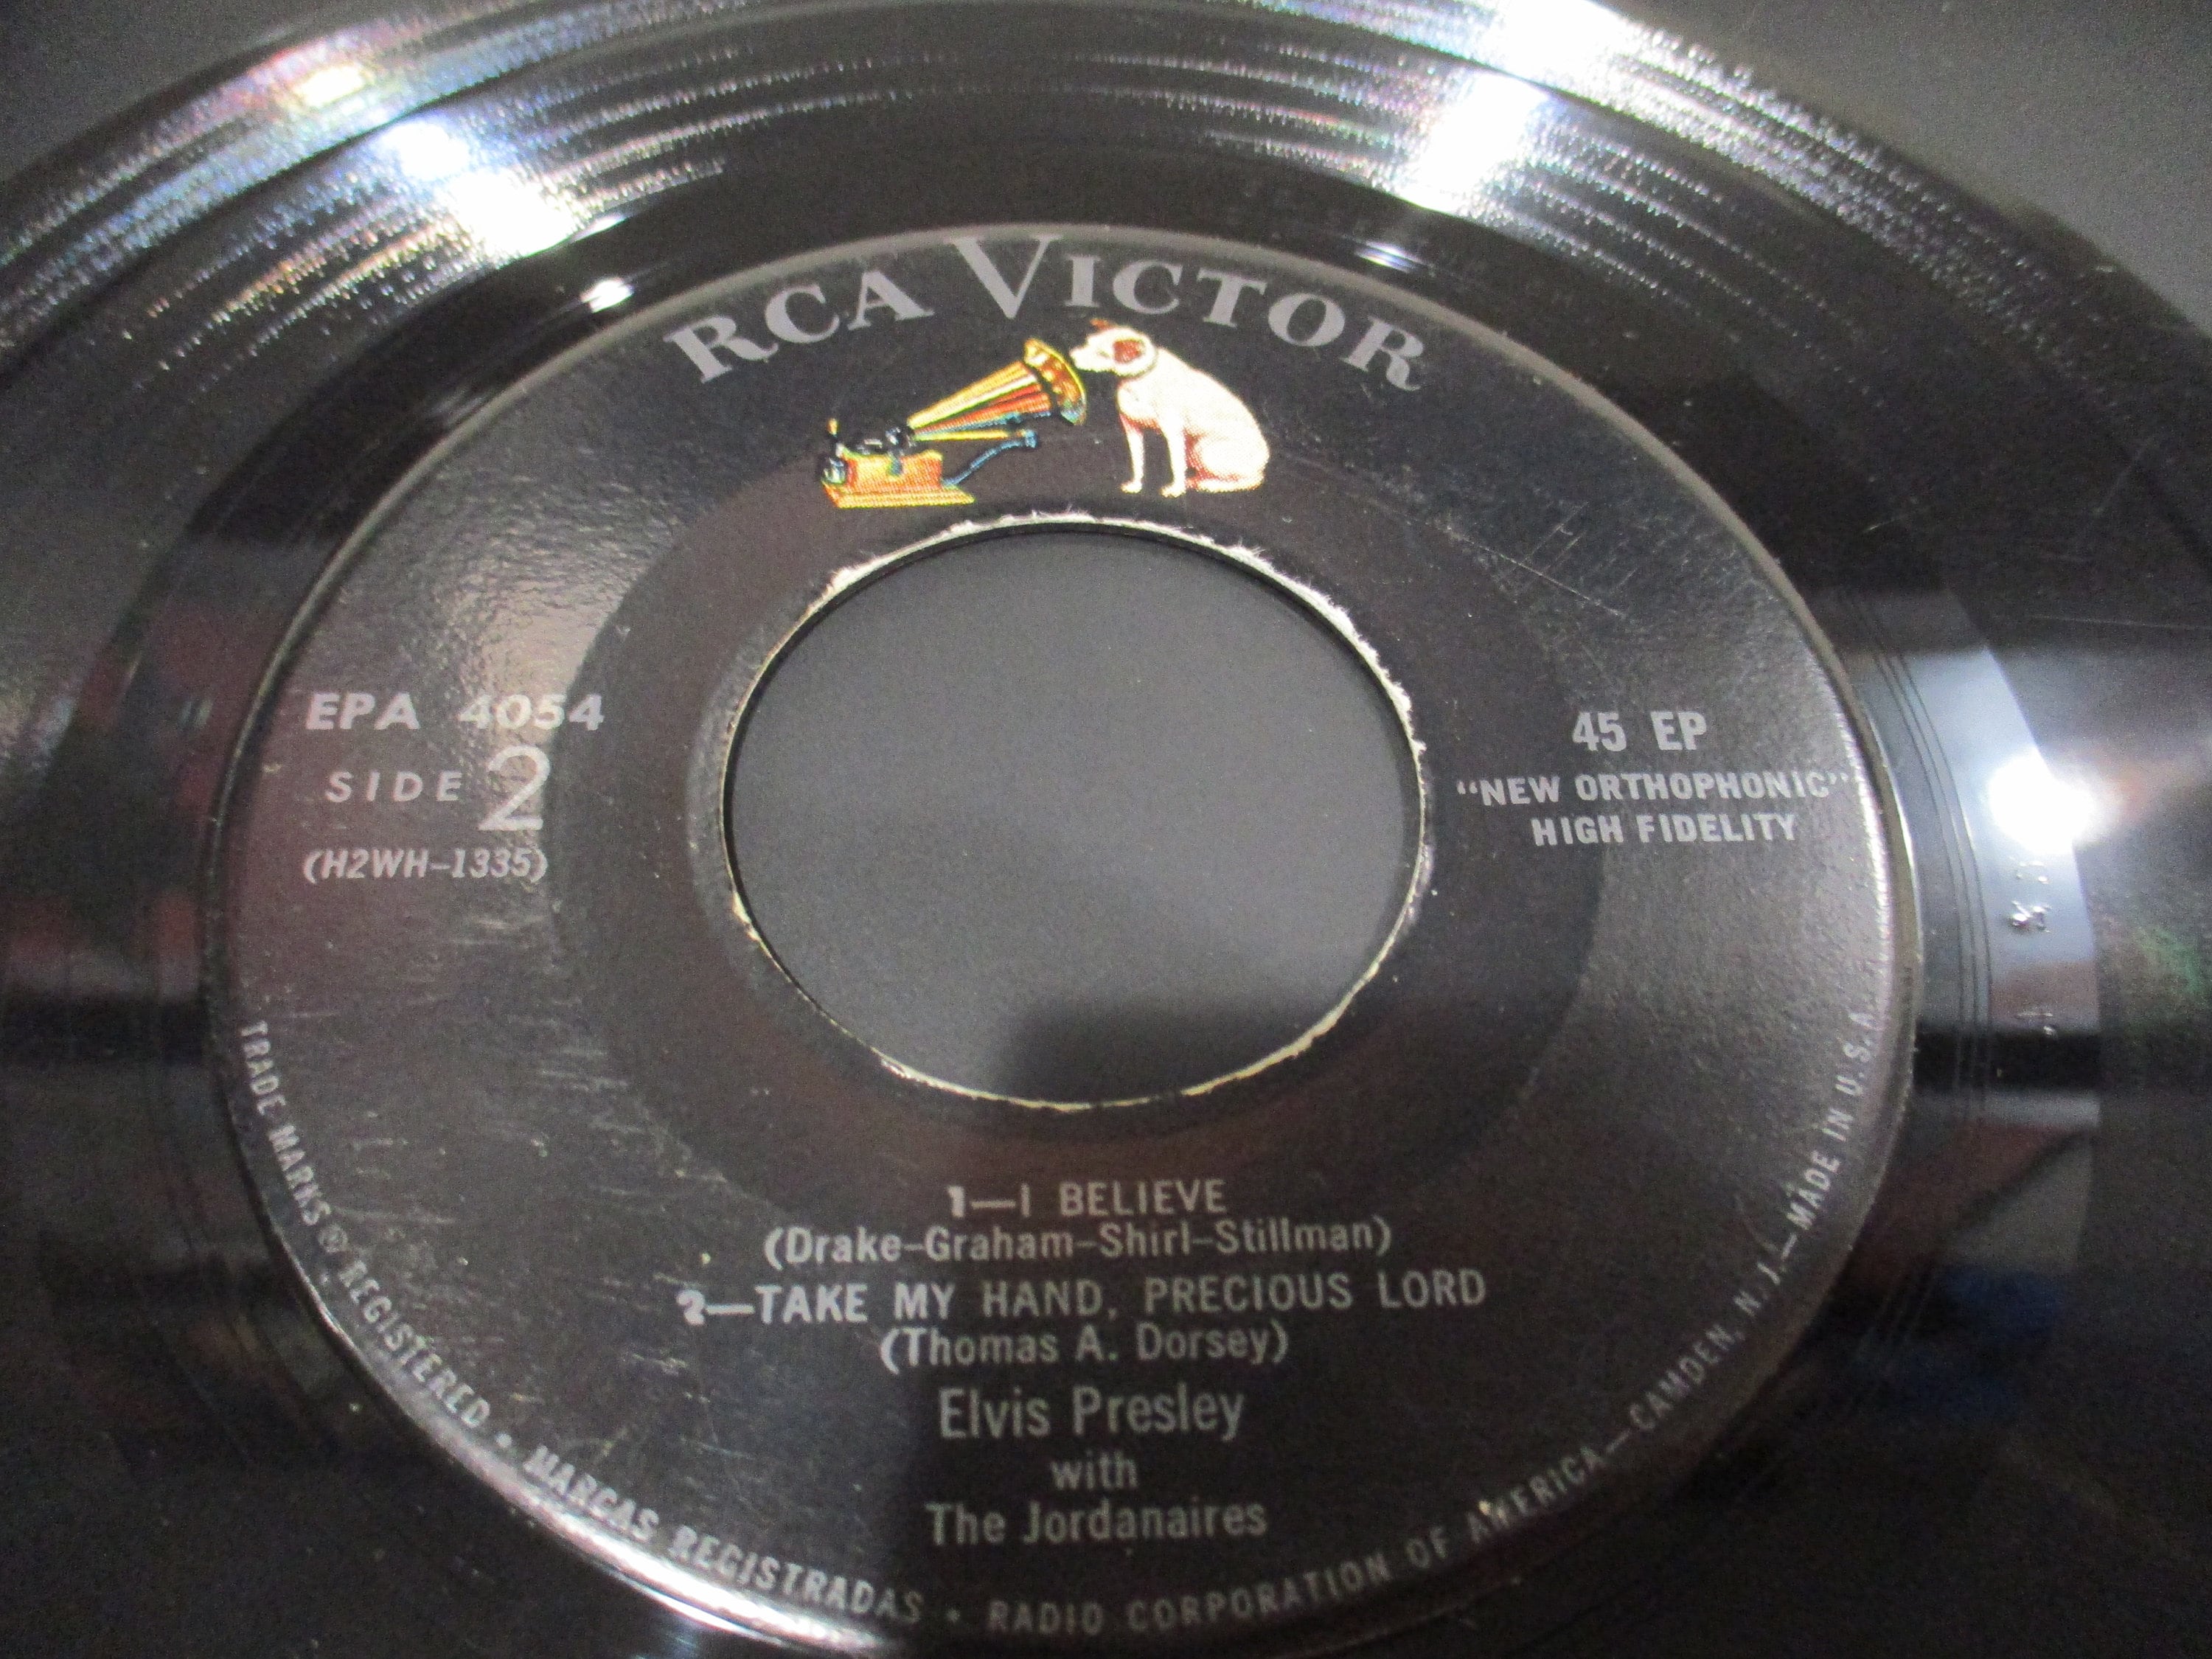 RCA VICTOR
EPA 4054
SIDE 2
(H2WH-1335)
45 EP
"NEW ORTHOPHONIC"
HIGH FIDELITY
1—I BELIEVE
(Drake-Graham-Shirl-Stillman)
2—TAKE MY HAND, PRECIOUS LORD
(Thomas A. Dorsey)
Elvis Presley
with
The Jordanaires
TRADE MARKS ® REGISTERED • MARCAS REGISTRADAS • RADIO CORPORATION OF AMERICA—CAMDEN, N. J.—MADE IN U.S.A.